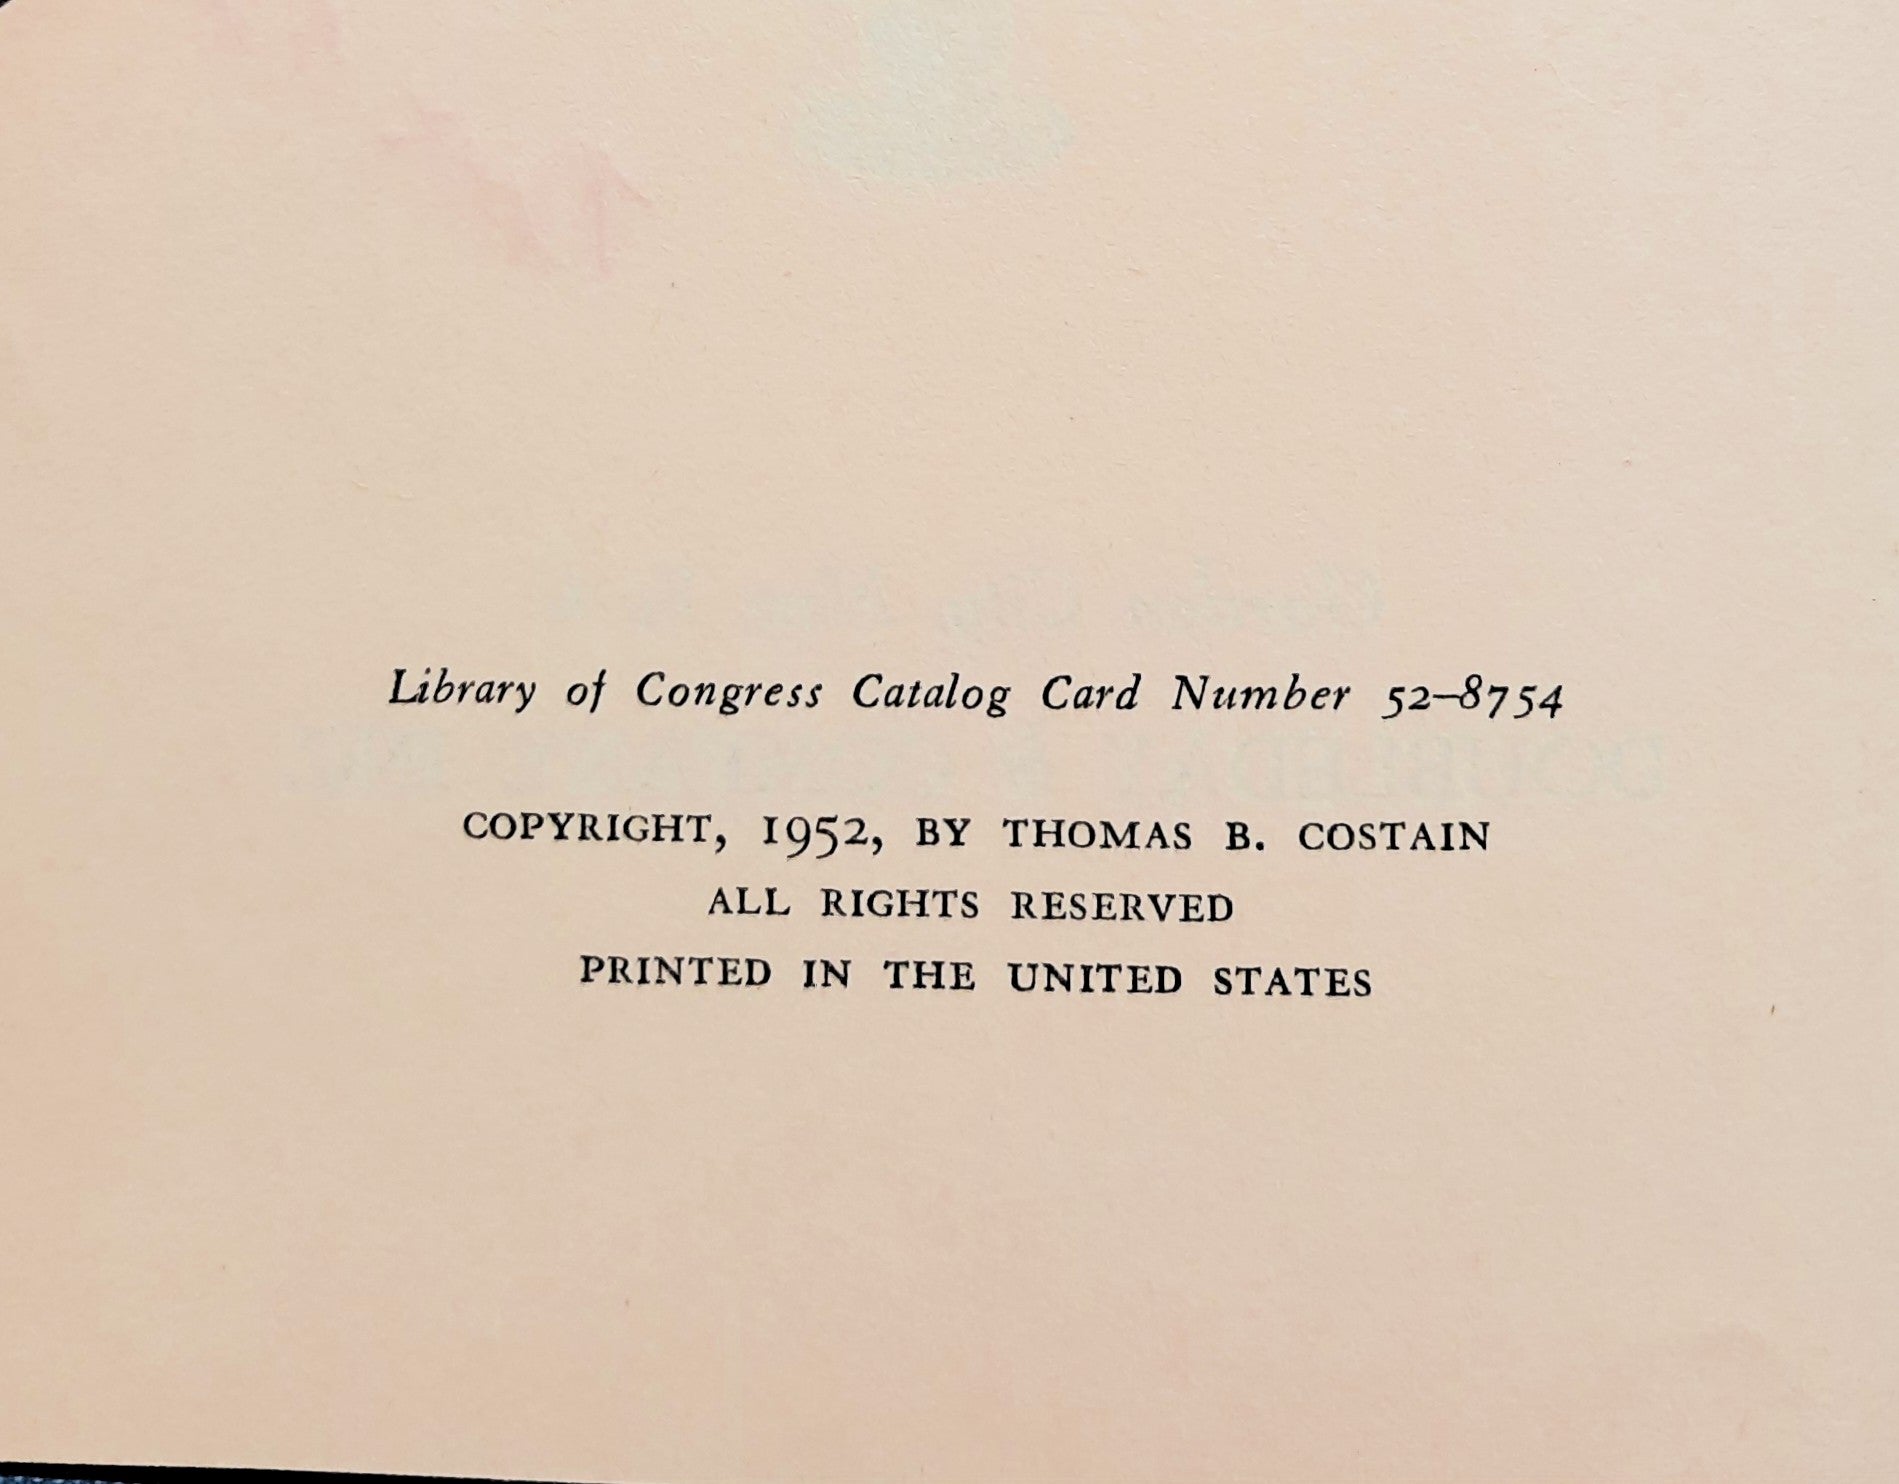 Library of Congress Catalog Card Number 52–8754
COPYRIGHT, 1952, BY THOMAS B. COSTAIN
ALL RIGHTS RESERVED
PRINTED IN THE UNITED STATES